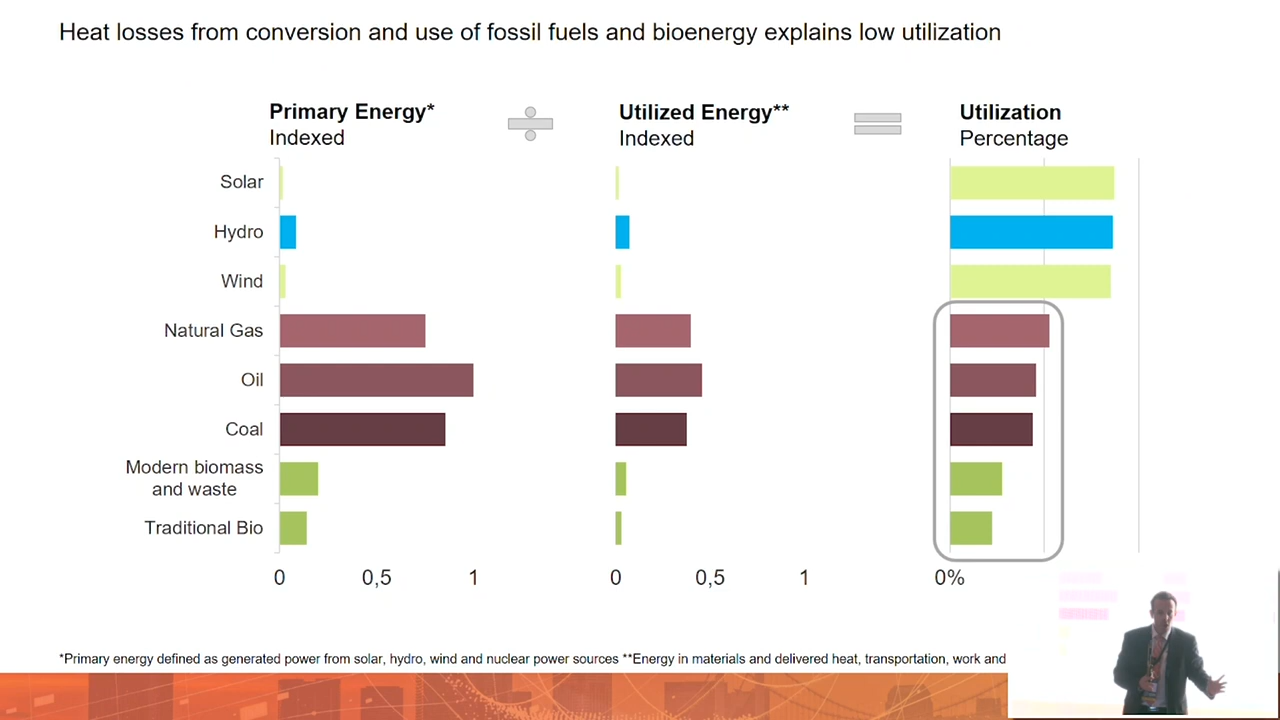 Heat losses from conversion and use of fossil fuels and bioenergy explains low utilization
Primary Energy*
Indexed
Utilized Energy**
Indexed
Utilization
Percentage
Solar
Hydro
Wind
Natural Gas
Oil
Coal
Modern biomass
and waste
Traditional Bio
0 0,5 1
0 0,5 1
0%
*Primary energy defined as generated power from solar, hydro, wind and nuclear power sources **Energy in materials and delivered heat, transportation, work and